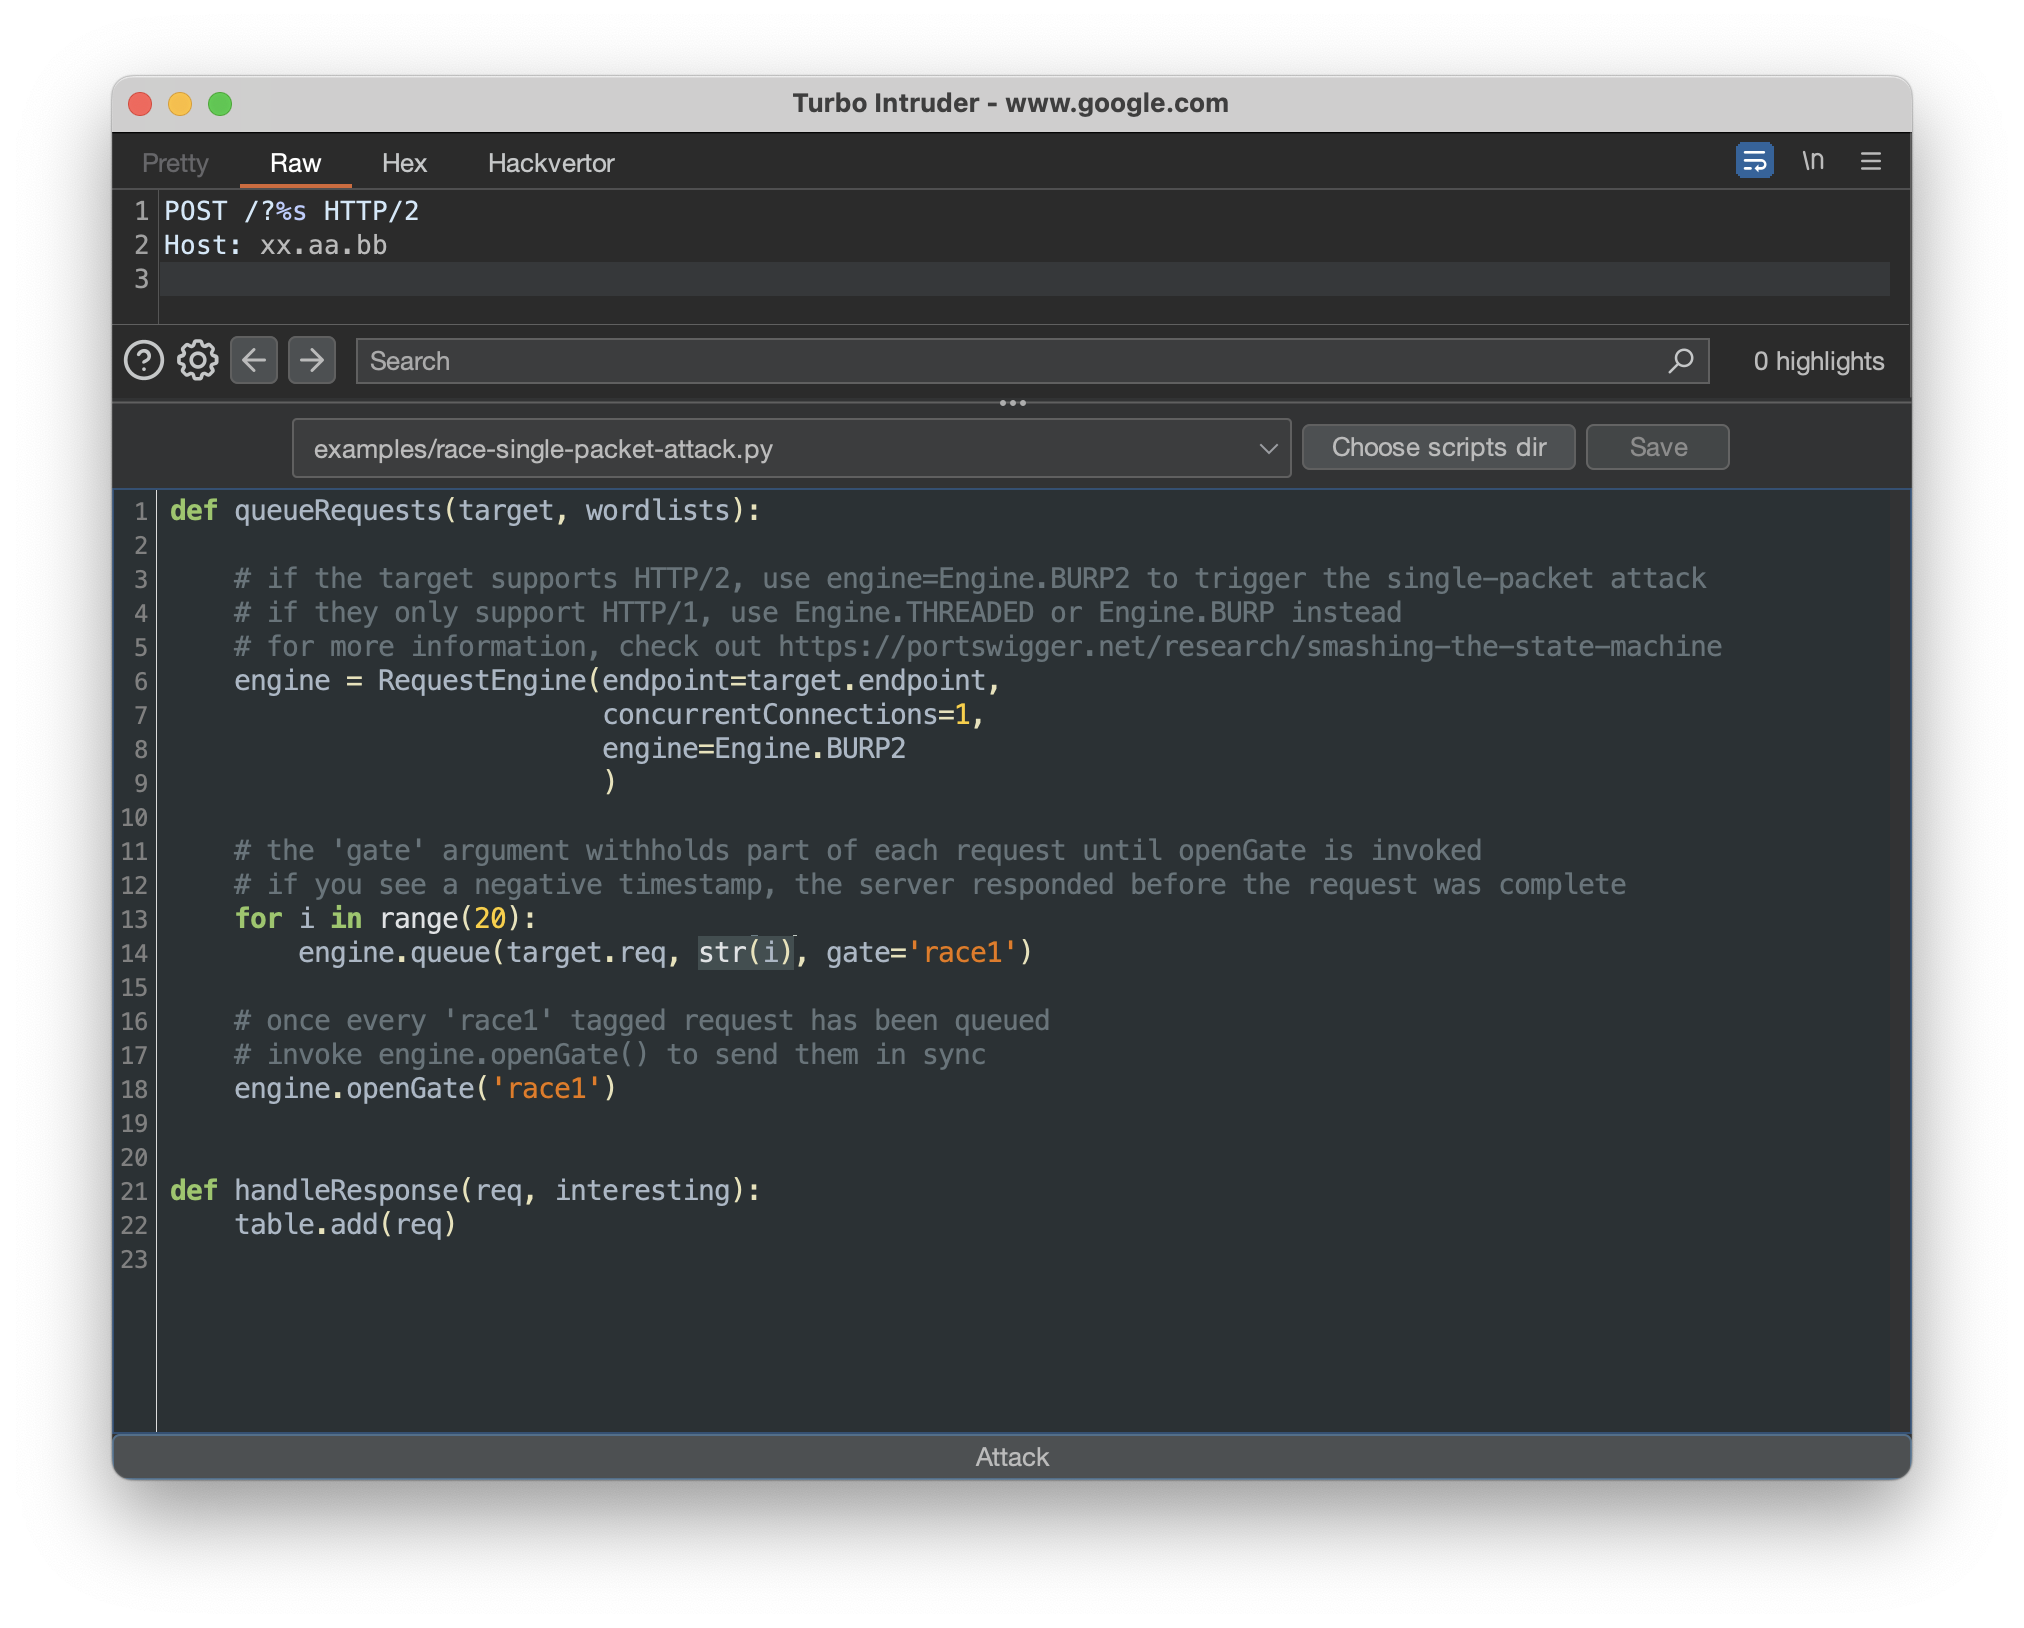 Turbo Intruder - www.google.com
Pretty Raw Hex Hackvertor \n
1 POST /?%s HTTP/2
2 Host: xx.aa.bb
3
Search 0 highlights
examples/race-single-packet-attack.py Choose scripts dir Save
1 def queueRequests(target, wordlists):
2
3     # if the target supports HTTP/2, use engine=Engine.BURP2 to trigger the single-packet attack
4     # if they only support HTTP/1, use Engine.THREADED or Engine.BURP instead
5     # for more information, check out https://portswigger.net/research/smashing-the-state-machine
6     engine = RequestEngine(endpoint=target.endpoint,
7                            concurrentConnections=1,
8                            engine=Engine.BURP2
9                            )
10
11     # the 'gate' argument withholds part of each request until openGate is invoked
12     # if you see a negative timestamp, the server responded before the request was complete
13     for i in range(20):
14         engine.queue(target.req, str(i), gate='race1')
15
16     # once every 'race1' tagged request has been queued
17     # invoke engine.openGate() to send them in sync
18     engine.openGate('race1')
19
20
21 def handleResponse(req, interesting):
22     table.add(req)
23
Attack